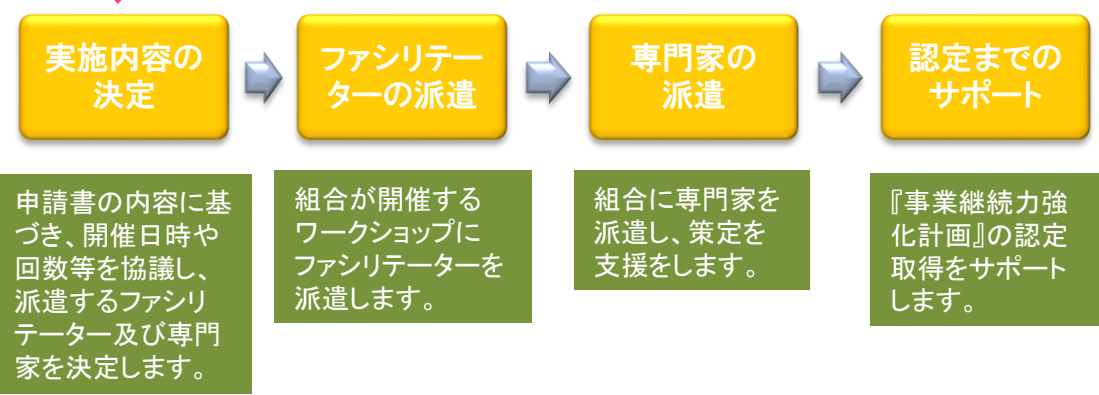 実施内容の
決定
ファシリテー
ターの派遣
専門家の
派遣
認定までの
サポート
申請書の内容に基
づき、開催日時や
回数等を協議し、
派遣するファシリ
テーター及び専門
家を決定します。
組合が開催する
ワークショップに
ファシリテーターを
派遣します。
組合に専門家を
派遣し、策定を
支援をします。
『事業継続力強
化計画』の認定
取得をサポート
します。